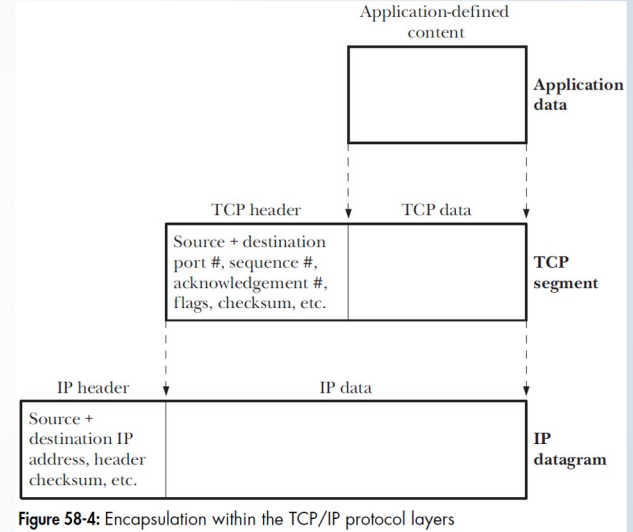 Application-defined
content
Application
data
TCP header
TCP data
Source + destination
port #, sequence #,
acknowledgement #,
flags, checksum, etc.
TCP
segment
IP header
IP data
Source +
destination IP
address, header
checksum, etc.
IP
datagram
Figure 58-4: Encapsulation within the TCP/IP protocol layers